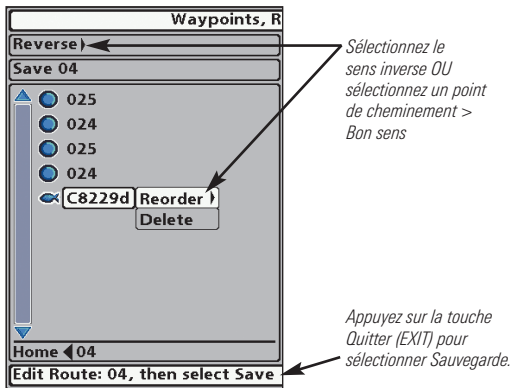 Waypoints, R
Reverse
Save 04
025
024
025
024
C8229d Reorder
Delete
Home 04
Edit Route: 04, then select Save
Sélectionnez le
sens inverse OU
sélectionnez un point
de cheminement >
Bon sens
Appuyez sur la touche
Quitter (EXIT) pour
sélectionner Sauvegarde.